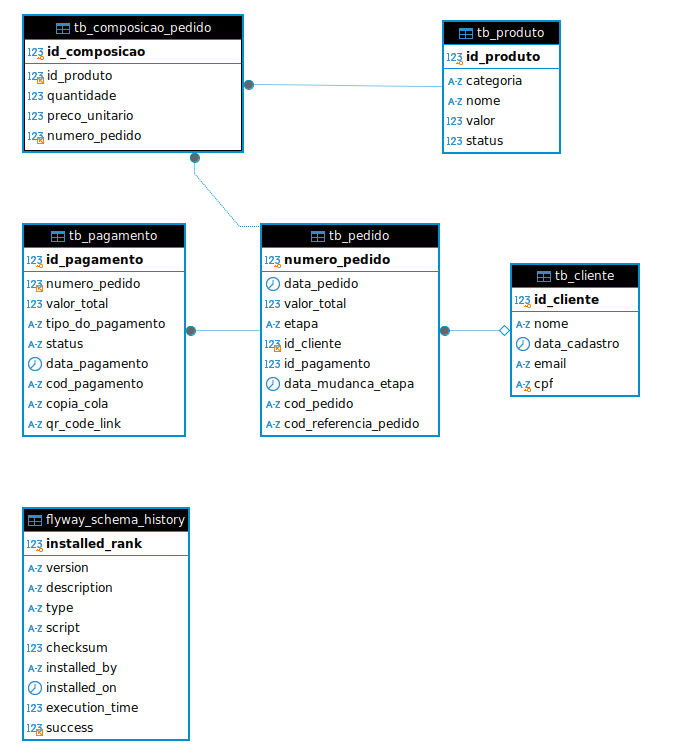 tb_composicao_pedido
123 id_composicao
123 id_produto
123 quantidade
123 preco_unitario
123 numero_pedido
tb_produto
123 id_produto
A-Z categoria
A-Z nome
123 valor
123 status
tb_pagamento
123 id_pagamento
123 numero_pedido
123 valor_total
A-Z tipo_do_pagamento
A-Z status
data_pagamento
A-Z cod_pagamento
A-Z copia_cola
A-Z qr_code_link
tb_pedido
123 numero_pedido
data_pedido
123 valor_total
A-Z etapa
123 id_cliente
123 id_pagamento
data_mudanca_etapa
A-Z cod_pedido
A-Z cod_referencia_pedido
tb_cliente
123 id_cliente
A-Z nome
data_cadastro
A-Z email
A-Z cpf
flyway_schema_history
123 installed_rank
A-Z version
A-Z description
A-Z type
A-Z script
123 checksum
A-Z installed_by
installed_on
123 execution_time
123 success